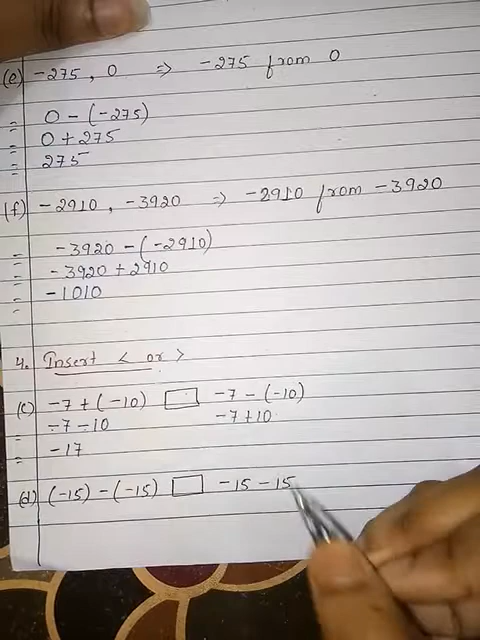 (e) -275, 0 ⇒ -275 from 0
= 0 - (-275)
= 0 + 275
= 275
(f) -2910, -3920 ⇒ -2910 from -3920
= -3920 - (-2910)
= -3920 + 2910
= -1010
4. Insert < or >
(c) -7 + (-10) □ -7 - (-10)
= -7 - 10 -7 + 10
= -17
(d) (-15) - (-15) □ -15 - 15